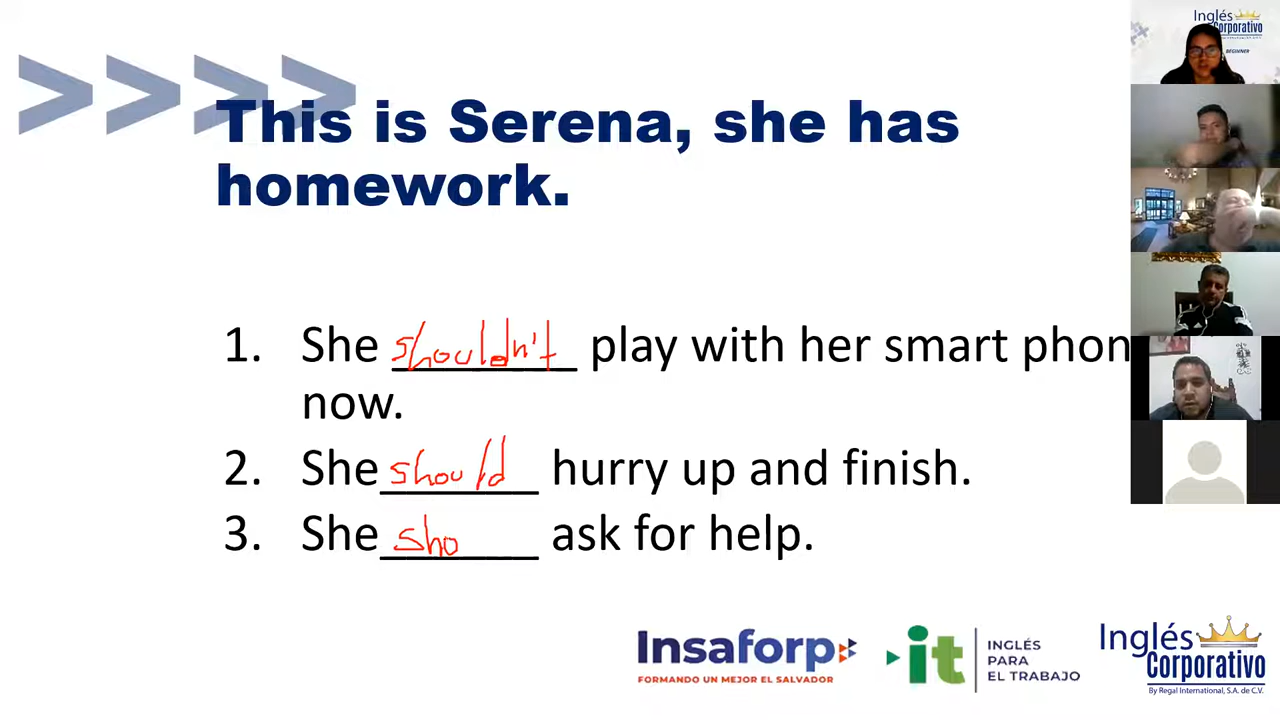 Inglés
Corporativo
BEGINNER
>>>>
This is Serena, she has
homework.
1. She shouldn't play with her smart phon
now.
2. She should hurry up and finish.
3. She sho ask for help.
Insaforp
FORMANDO UN MEJOR EL SALVADOR
it
INGLÉS
PARA
EL TRABAJO
Inglés
Corporativo
By Regal International, S.A. de C.V.